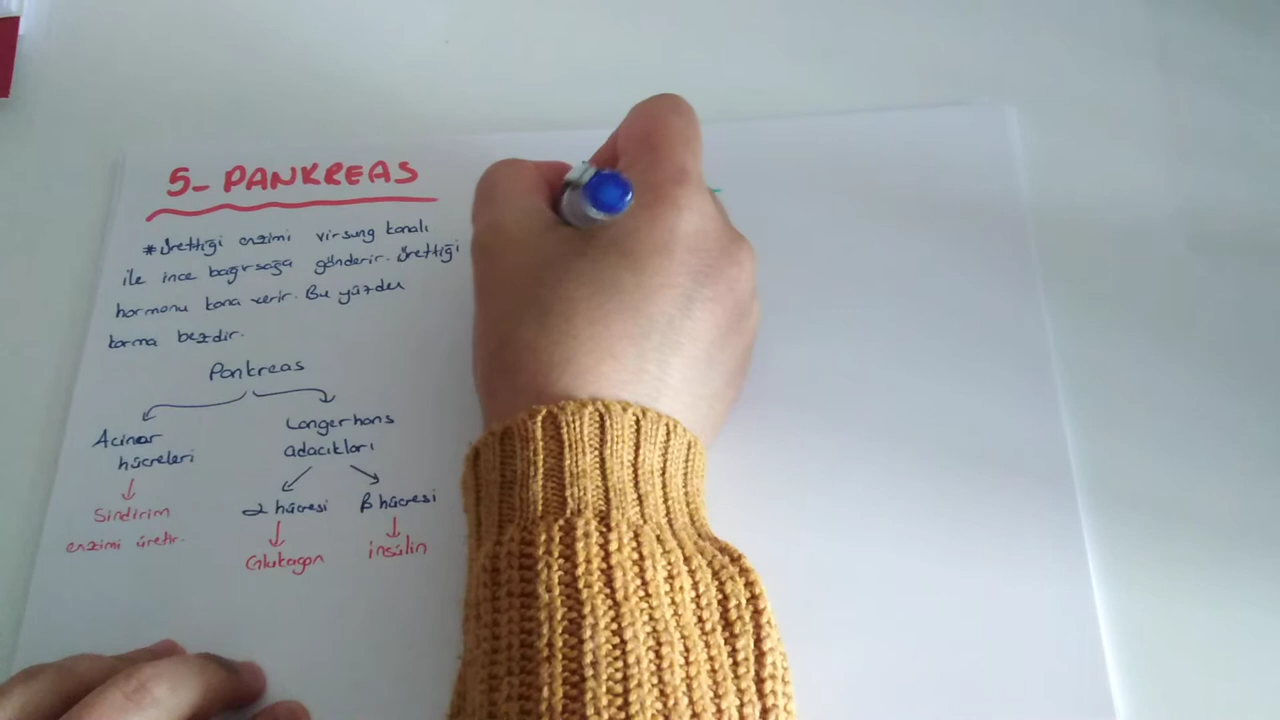 5- PANKREAS
*Ürettiği enzimi virsung kanalı
ile ince bağırsağa gönderir. Ürettiği
hormonu kana verir. Bu yüzden
karma bezdir.
Pankreas
Acinar
hücreleri
Langerhans
adacıkları
Sindirim
enzimi üretir.
α hücresi
β hücresi
Glukagon
insülin